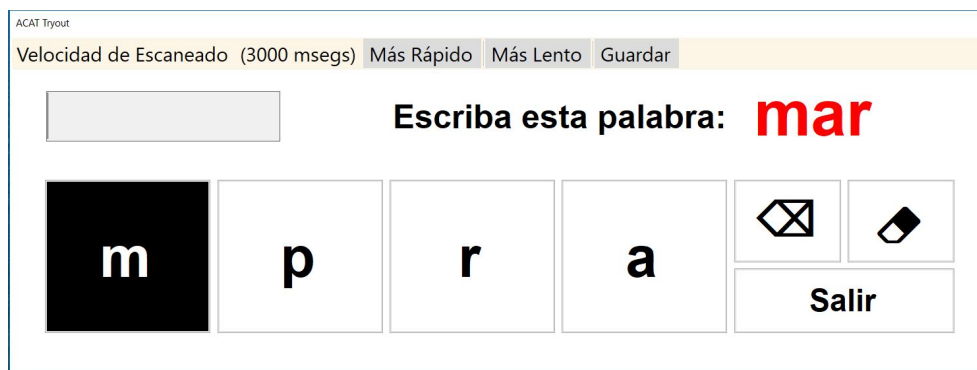 ACAT Tryout
Velocidad de Escaneado (3000 msegs) Más Rápido Más Lento Guardar
Escriba esta palabra: mar
m p r a
Salir